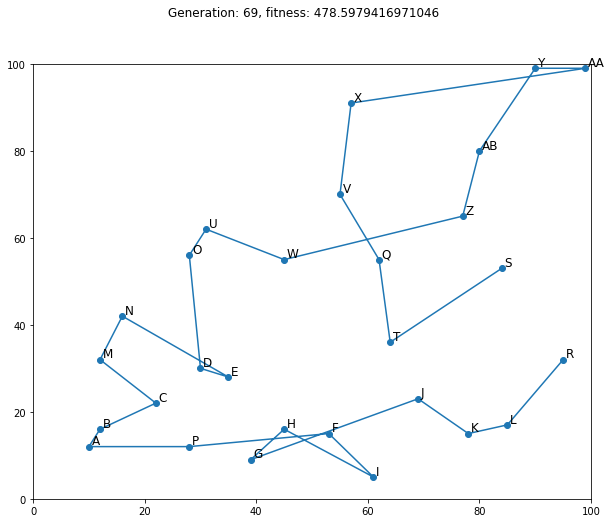 Generation: 69, fitness: 478.5979416971046
100
80
60
40
20
0
0
20
40
60
80
100
Y
AA
X
AB
V
Z
U
O
W
Q
S
N
T
M
D
E
R
C
J
B
H
F
K
L
A
P
G
I